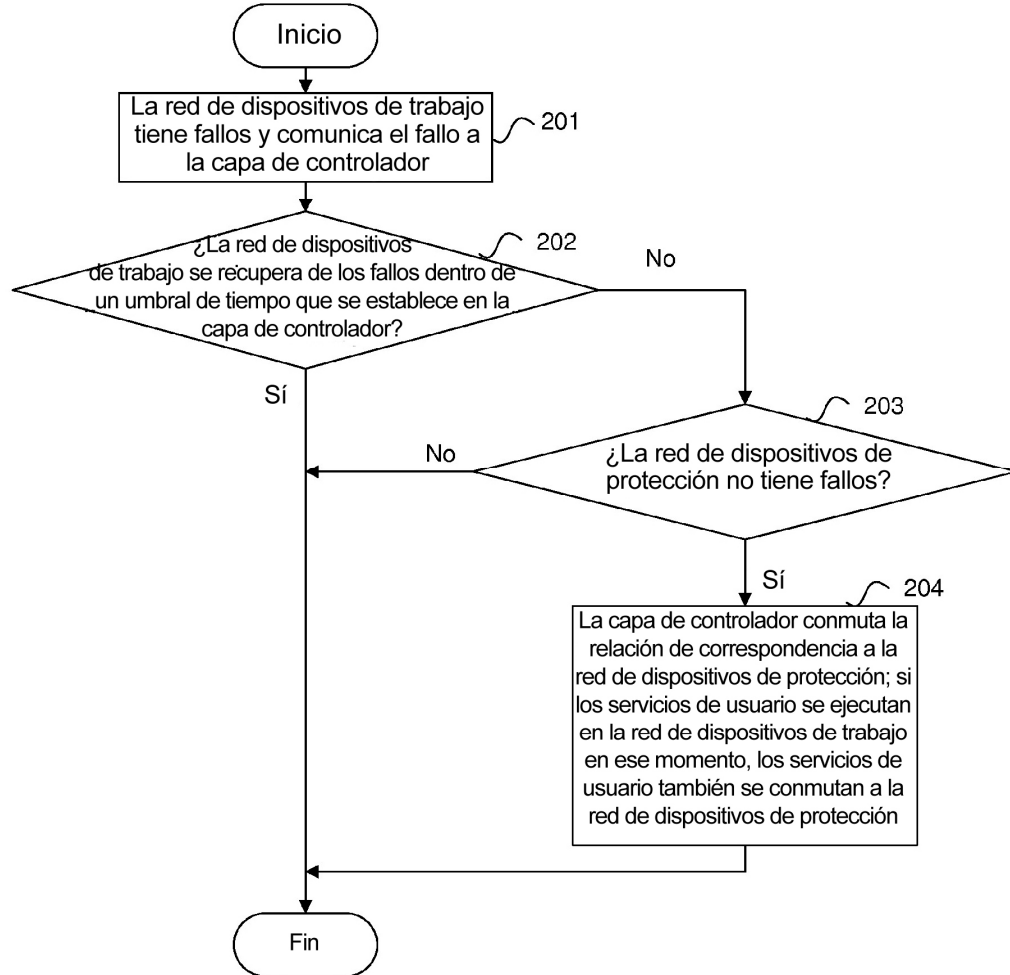 Inicio
La red de dispositivos de trabajo
tiene fallos y comunica el fallo a
la capa de controlador
201
¿La red de dispositivos
de trabajo se recupera de los fallos dentro de
un umbral de tiempo que se establece en la
capa de controlador?
202
No
Sí
203
¿La red de dispositivos de
protección no tiene fallos?
No
Sí
204
La capa de controlador conmuta la
relación de correspondencia a la
red de dispositivos de protección; si
los servicios de usuario se ejecutan
en la red de dispositivos de trabajo
en ese momento, los servicios de
usuario también se conmutan a la
red de dispositivos de protección
Fin